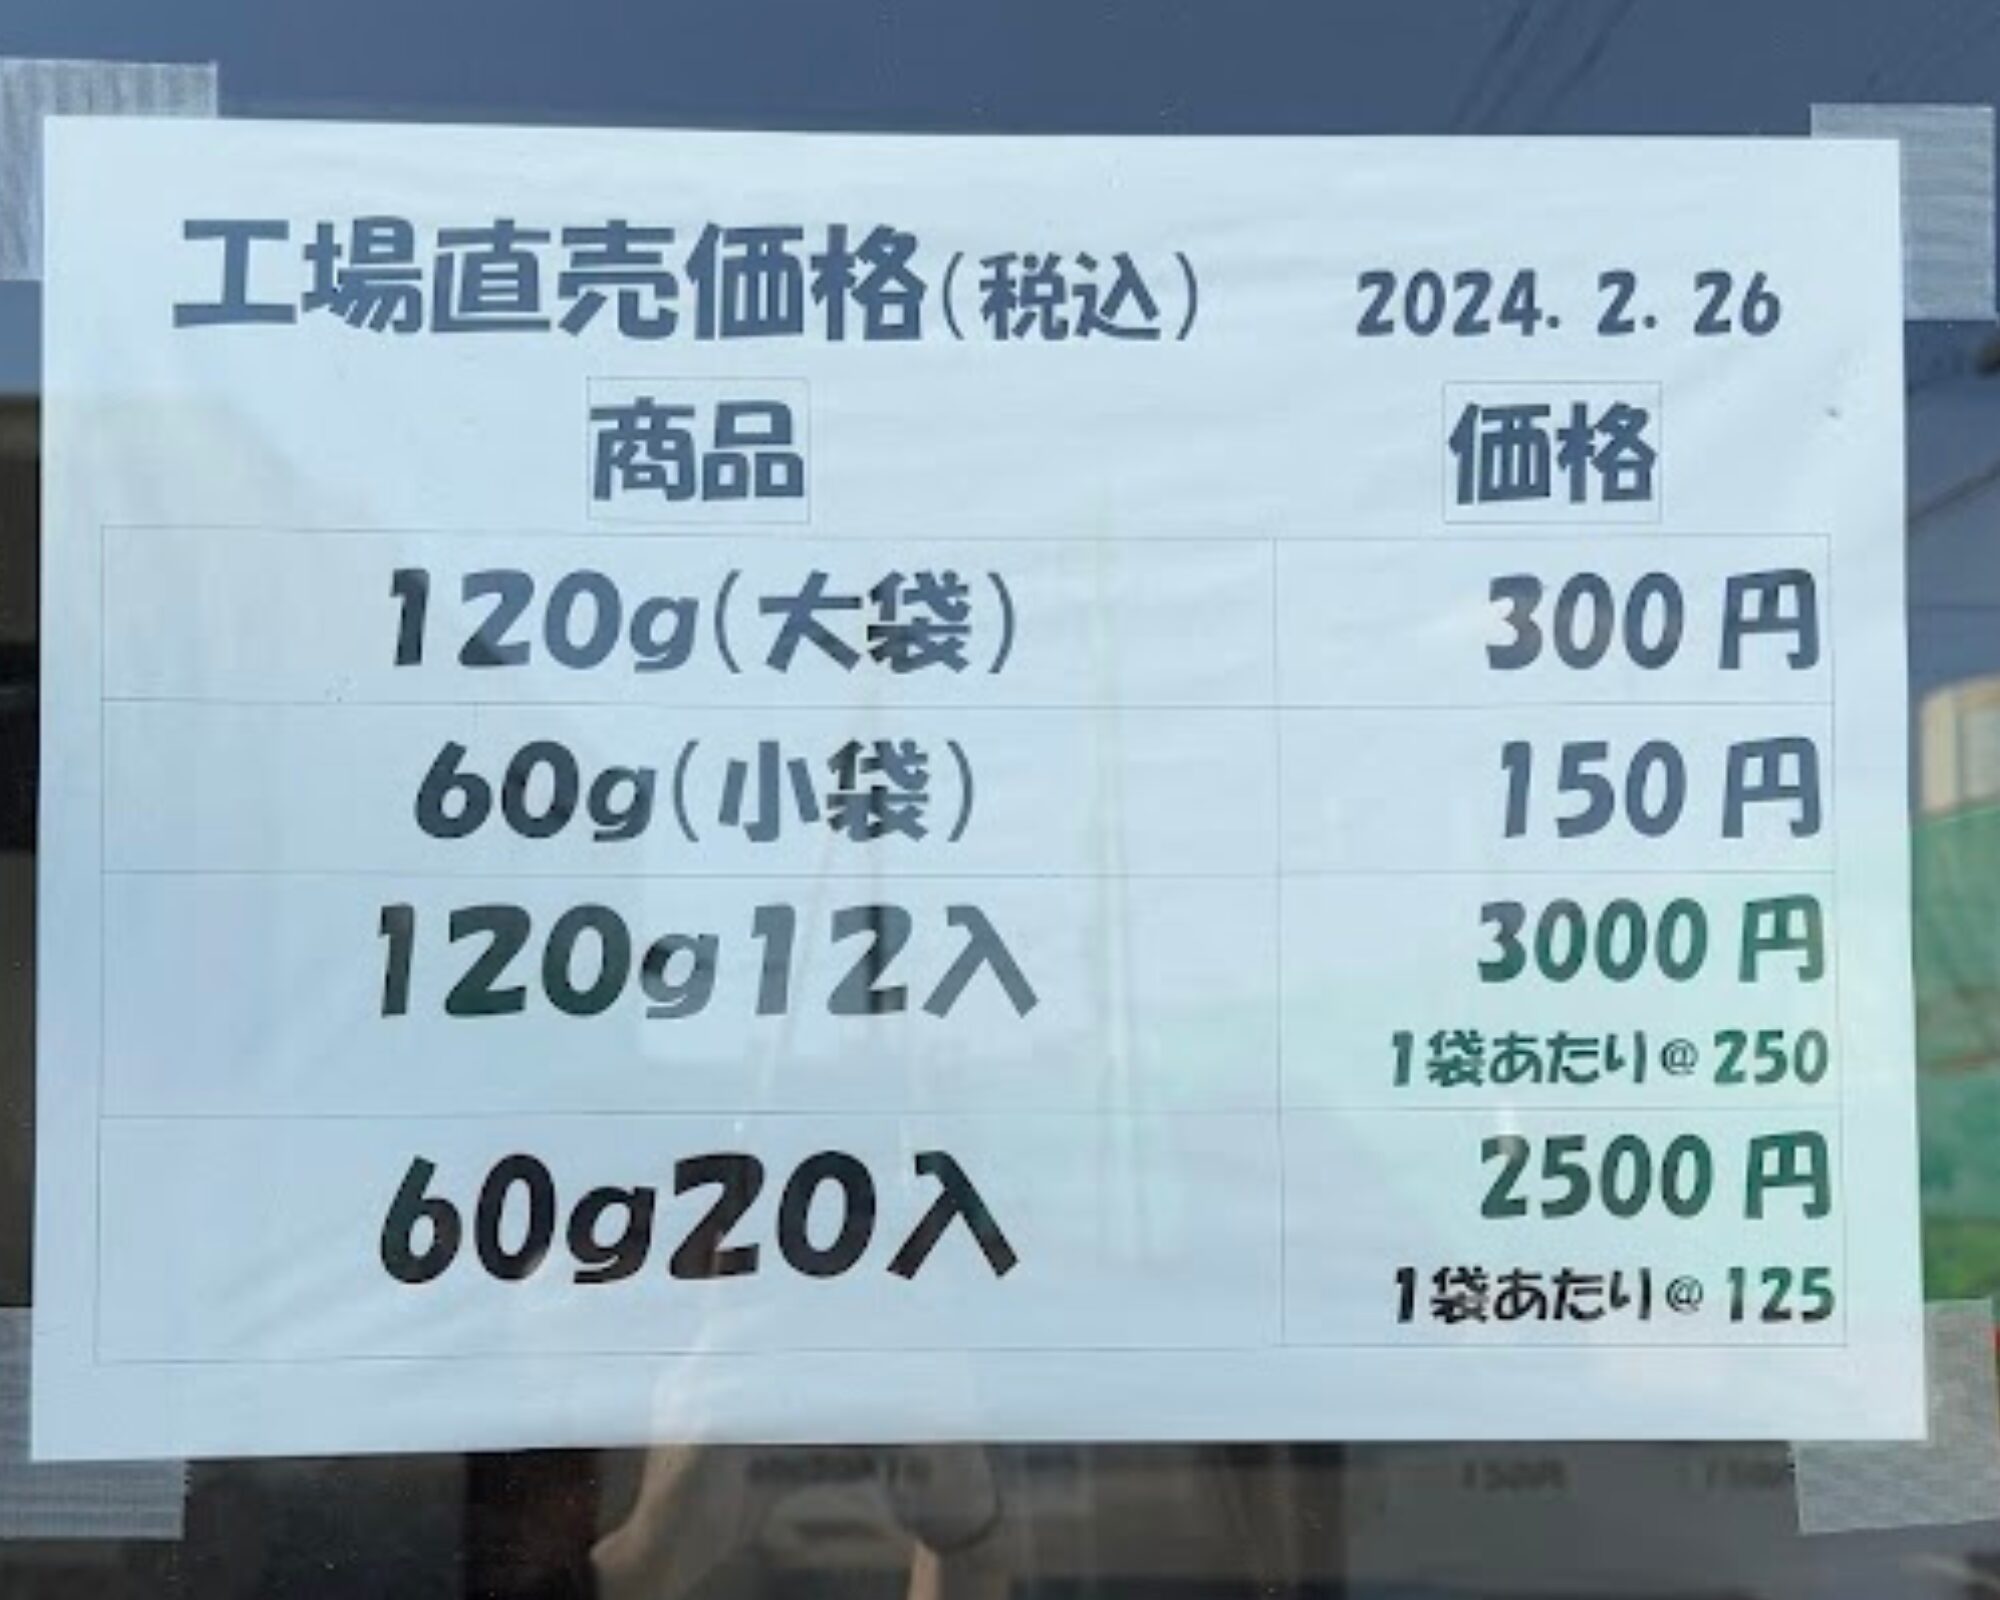 工場直売価格(税込) 2024. 2. 26
商品 価格
120g(大袋) 300円
60g(小袋) 150円
120g12入 3000円
1袋あたり@250
60g20入 2500円
1袋あたり@125